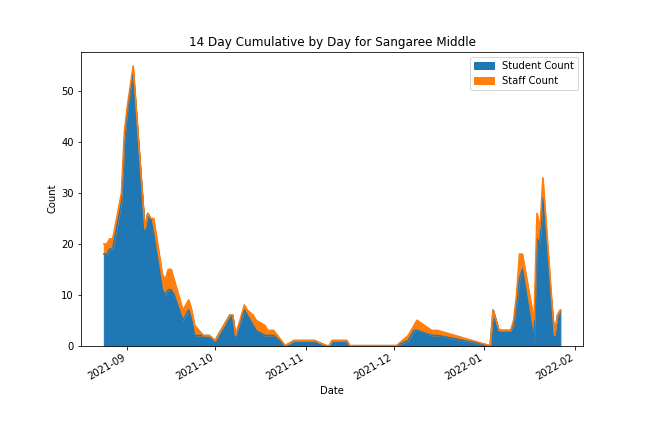 14 Day Cumulative by Day for Sangaree Middle
Student Count
Staff Count
50
40
30
20
10
0
Count
2021-09
2021-10
2021-11
2021-12
2022-01
2022-02
Date